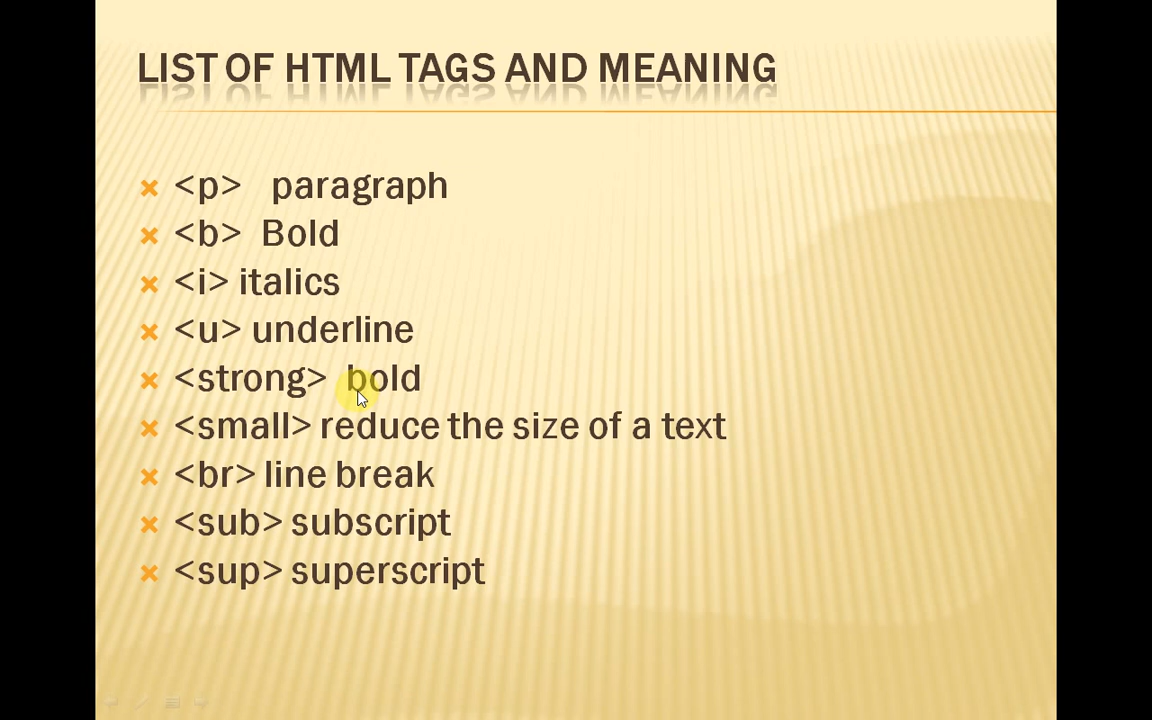 LIST OF HTML TAGS AND MEANING
<p> paragraph
<b> Bold
<i> italics
<u> underline
<strong> bold
<small> reduce the size of a text
<br> line break
<sub> subscript
<sup> superscript